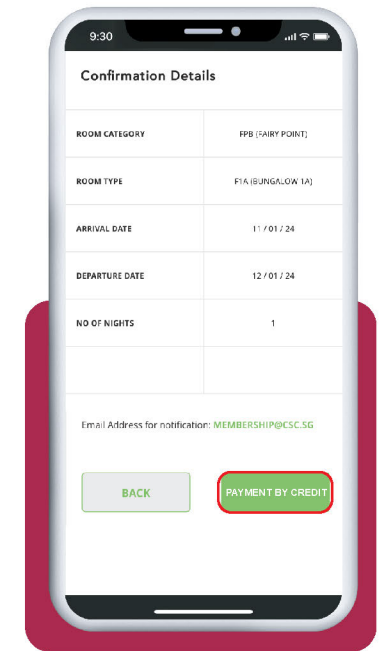 9:30
Confirmation Details
ROOM CATEGORY FPB (FAIRY POINT)
ROOM TYPE F1A (BUNGALOW 1A)
ARRIVAL DATE 11 / 01 / 24
DEPARTURE DATE 12 / 01 / 24
NO OF NIGHTS 1
Email Address for notification: MEMBERSHIP@CSC.SG
BACK PAYMENT BY CREDIT